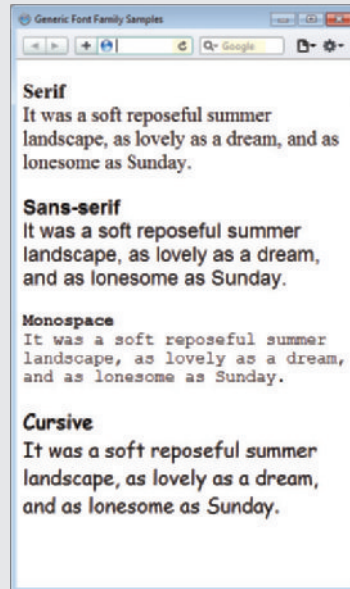 Generic Font Family Samples
Google
Serif
It was a soft reposeful summer
landscape, as lovely as a dream, and as
lonesome as Sunday.
Sans-serif
It was a soft reposeful summer
landscape, as lovely as a dream,
and as lonesome as Sunday.
Monospace
It was a soft reposeful summer
landscape, as lovely as a dream,
and as lonesome as Sunday.
Cursive
It was a soft reposeful summer
landscape, as lovely as a dream,
and as lonesome as Sunday.